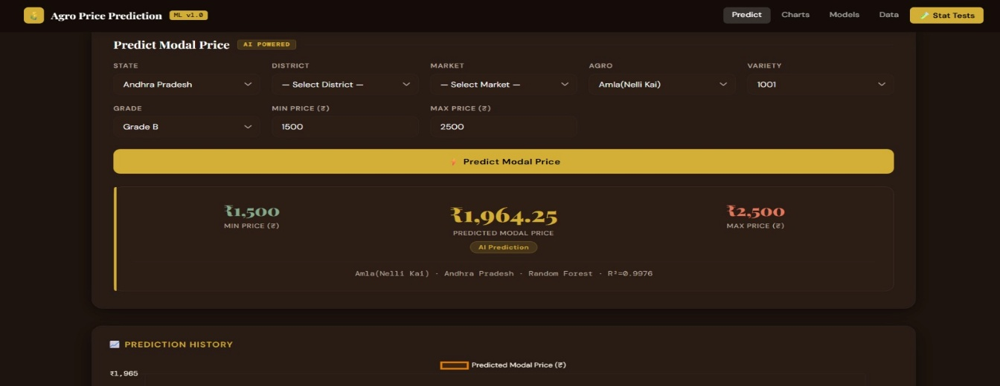 Agro Price Prediction ML v1.0 Predict Charts Models Data Stat Tests
Predict Modal Price AI POWERED
STATE DISTRICT MARKET AGRO VARIETY
Andhra Pradesh — Select District — — Select Market — Amla(Nelli Kai) 1001
GRADE MIN PRICE (₹) MAX PRICE (₹)
Grade B 1500 2500
Predict Modal Price
₹1,500 ₹1,964.25 ₹2,500
MIN PRICE (₹) PREDICTED MODAL PRICE MAX PRICE (₹)
AI Prediction
Amla(Nelli Kai) · Andhra Pradesh · Random Forest · R²=0.9976
PREDICTION HISTORY
Predicted Modal Price (₹)
₹1,965